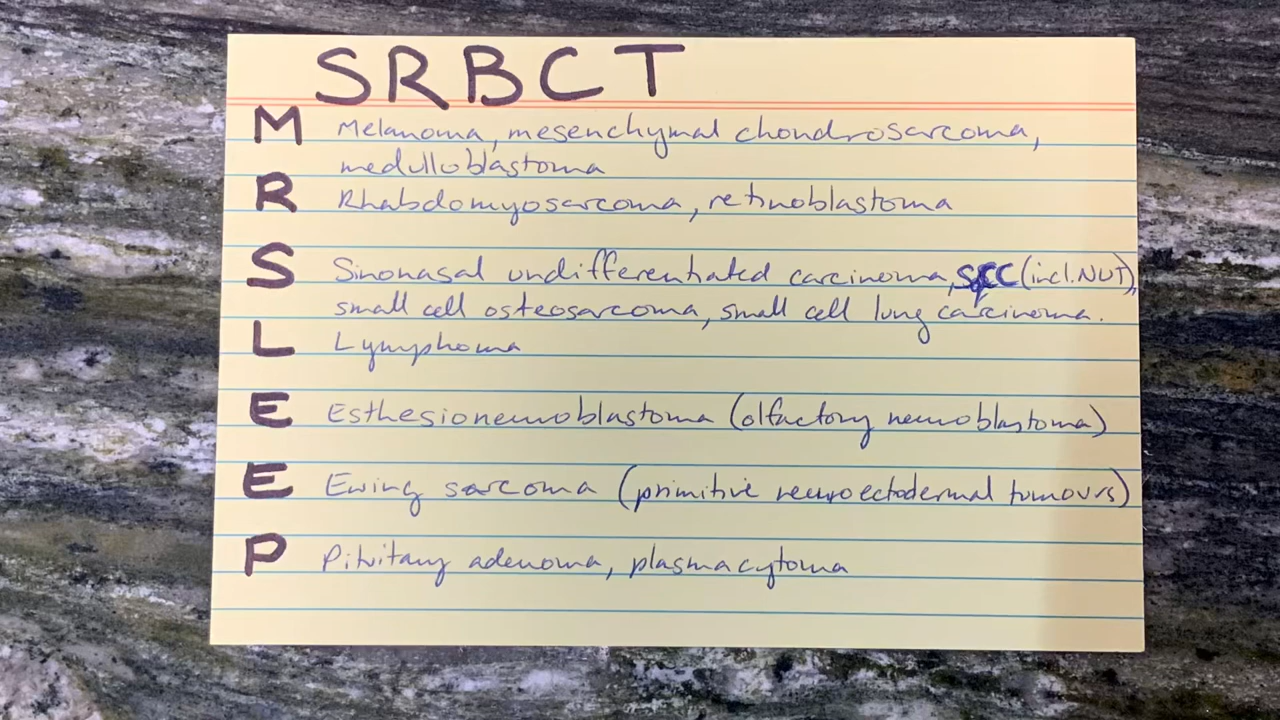 SRBCT
M Melanoma, mesenchymal chondrosarcoma,
medulloblastoma
R Rhabdomyosarcoma, retinoblastoma
S Sinonasal undifferentiated carcinoma, SCC (incl. NUT),
small cell osteosarcoma, small cell lung carcinoma.
L Lymphoma
E Esthesioneuroblastoma (olfactory neuroblastoma)
E Ewing sarcoma (primitive neuroectodermal tumours)
P Pituitary adenoma, plasmacytoma